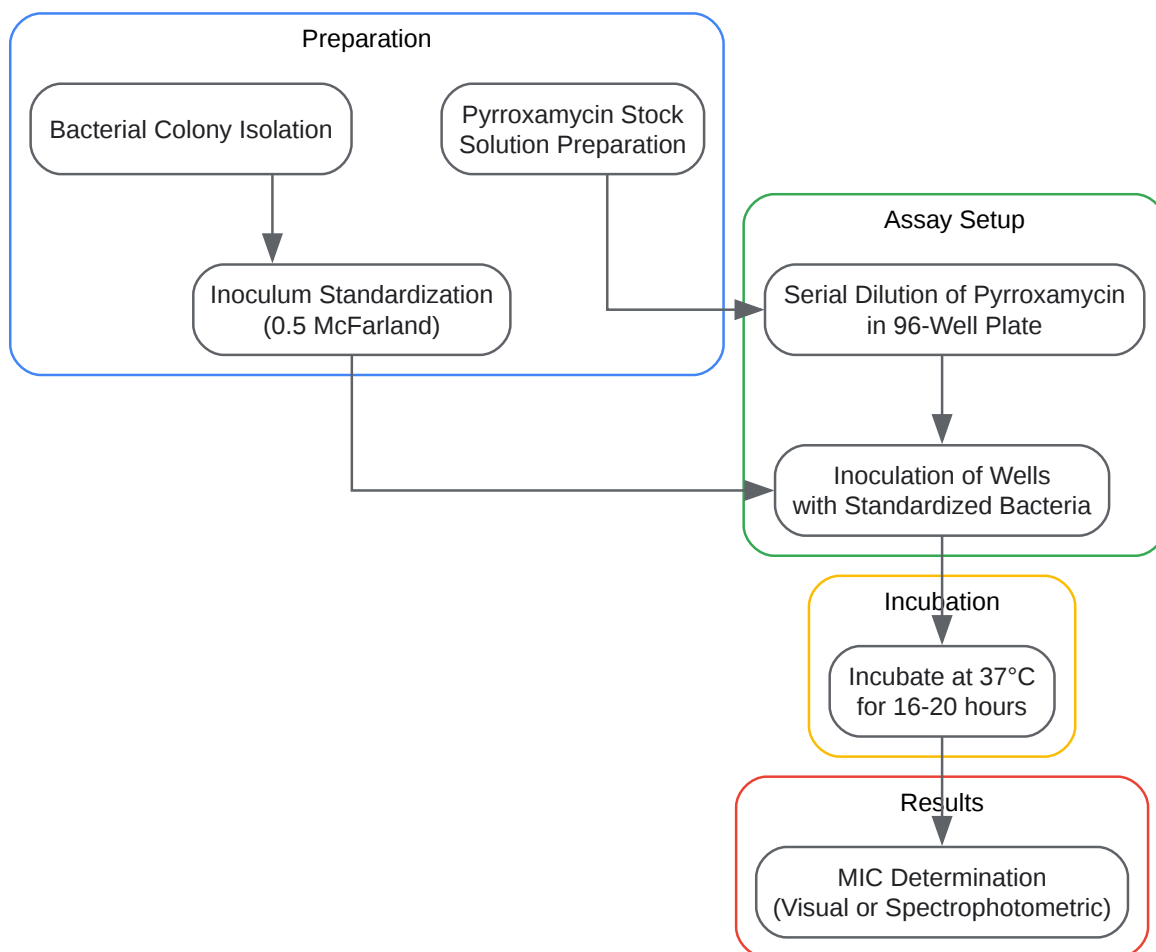 Preparation
Bacterial Colony Isolation
Pyrroxamycin Stock
Solution Preparation
Inoculum Standardization
(0.5 McFarland)
Assay Setup
Serial Dilution of Pyrroxamycin
in 96-Well Plate
Inoculation of Wells
with Standardized Bacteria
Incubation
Incubate at 37°C
for 16-20 hours
Results
MIC Determination
(Visual or Spectrophotometric)